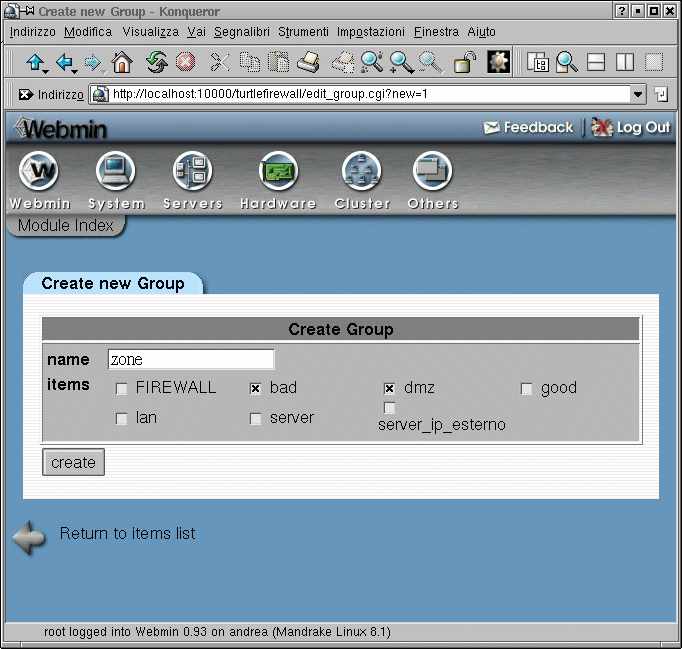 Create new Group - Konqueror
Indirizzo Modifica Visualizza Vai Segnalibri Strumenti Impostazioni Finestra Aiuto
Indirizzo http://localhost:10000/turtlefirewall/edit_group.cgi?new=1
Webmin Feedback Log Out
Webmin System Servers Hardware Cluster Others
Module Index
Create new Group
Create Group
name zone
items FIREWALL bad dmz good
lan server server_ip_esterno
create
Return to items list
root logged into Webmin 0.93 on andrea (Mandrake Linux 8.1)